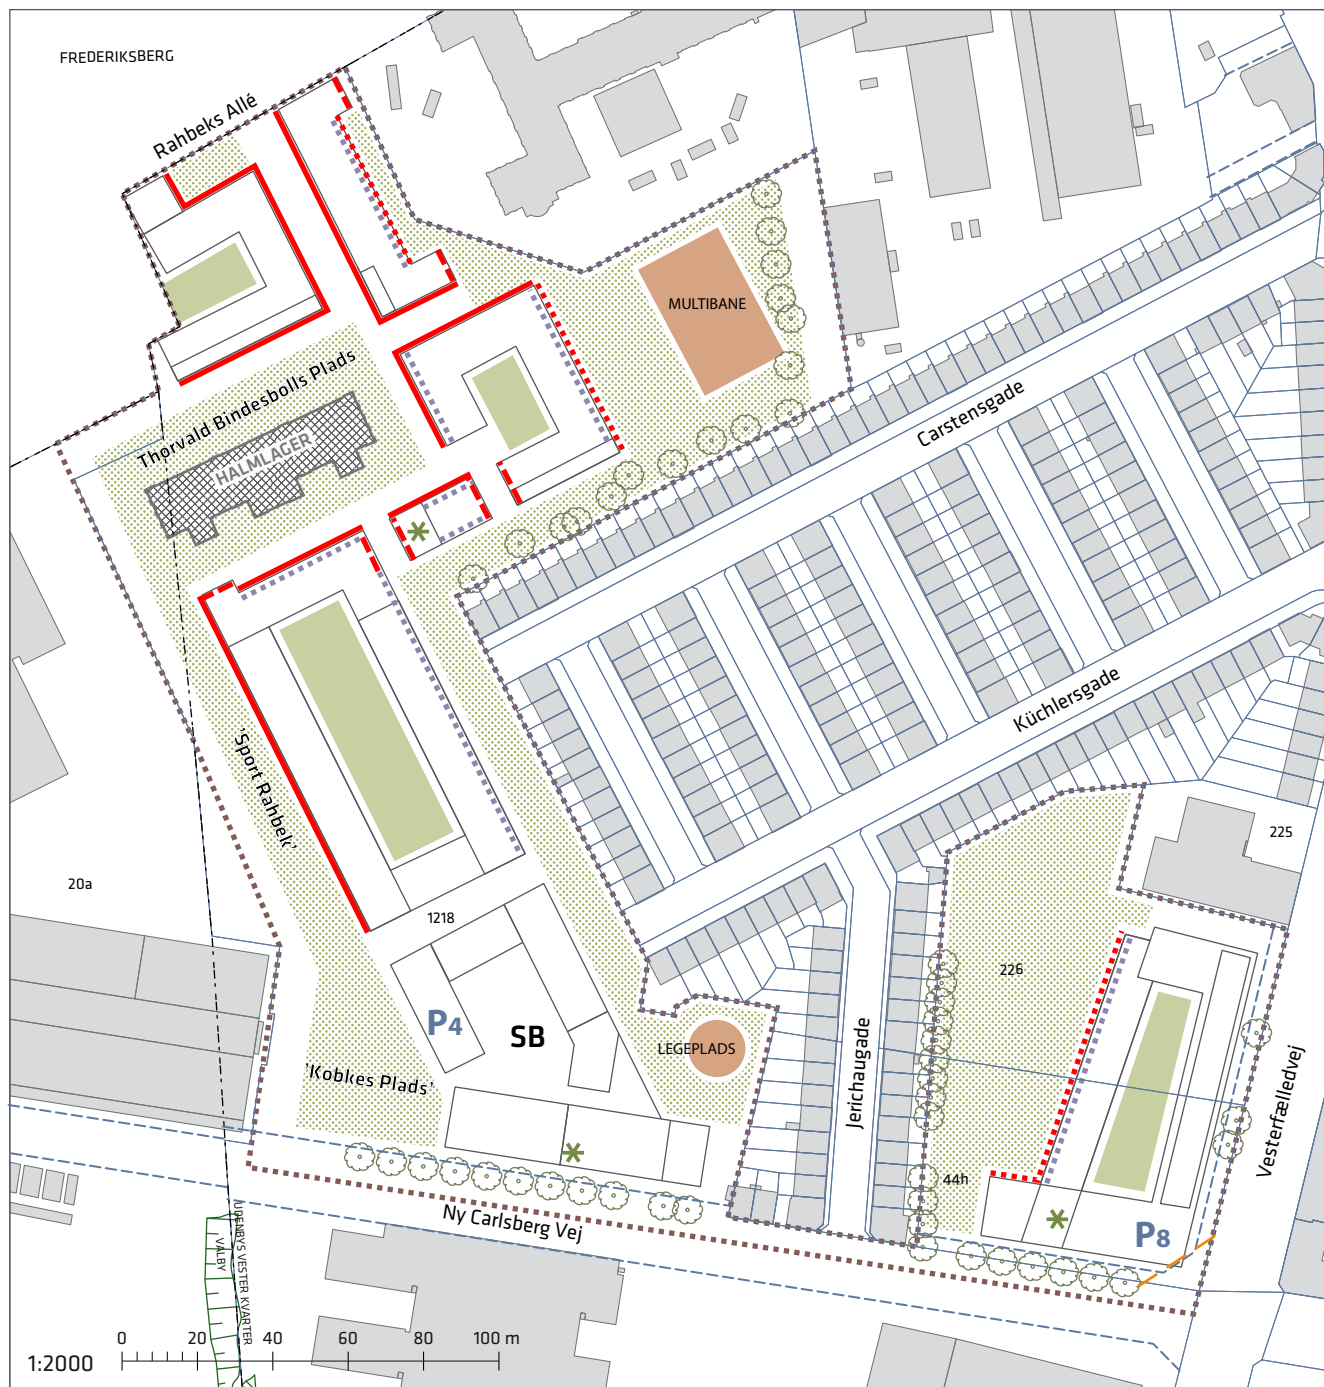 FREDERIKSBERG
Rahbeks Allé
MULTIBANE
Thorvald Bindesbolls Plads
HALMLAGER
Carstensgade
Küchlersgade
'Sport Rahbek'
225
20a
1218
226
P4
SB
LEGEPLADS
'Kobkes Plads'
Jerichaugade
Vesterfælledvej
44h
P8
Ny Carlsberg Vej
VALBY
UDENBYS VESTER KVARTER
0 20 40 60 80 100 m
1:2000